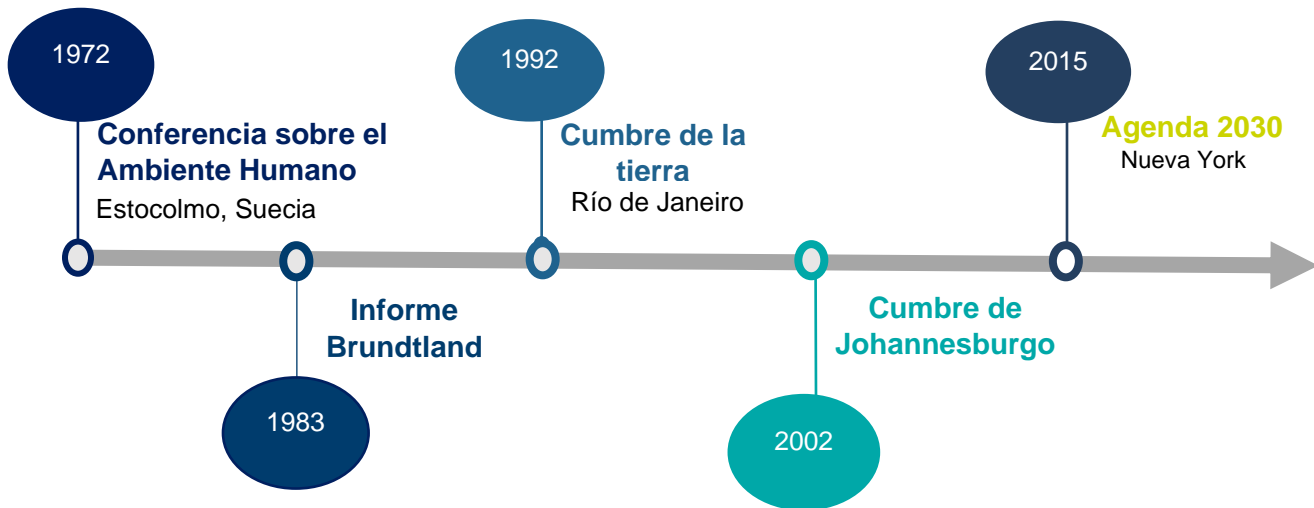 1972
Conferencia sobre el
Ambiente Humano
Estocolmo, Suecia
Informe
Brundtland
1983
1992
Cumbre de la
tierra
Río de Janeiro
Cumbre de
Johannesburgo
2002
2015
Agenda 2030
Nueva York